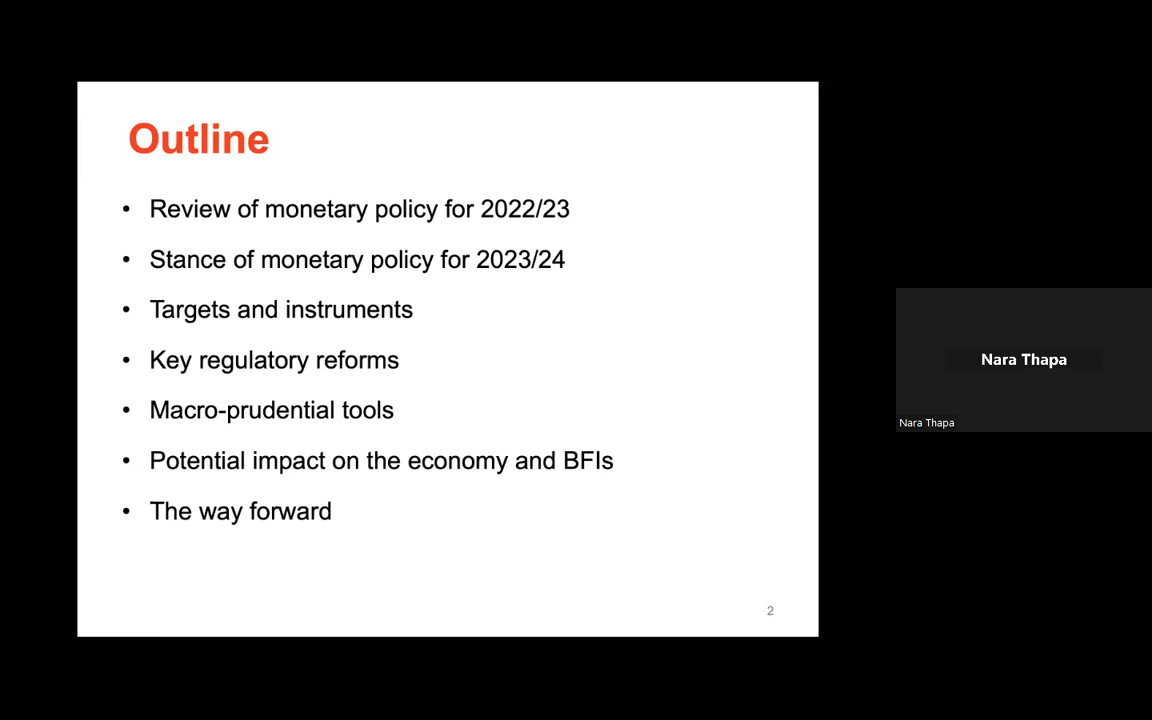 Outline
• Review of monetary policy for 2022/23
• Stance of monetary policy for 2023/24
• Targets and instruments
• Key regulatory reforms
• Macro-prudential tools
• Potential impact on the economy and BFIs
• The way forward
2
Nara Thapa
Nara Thapa